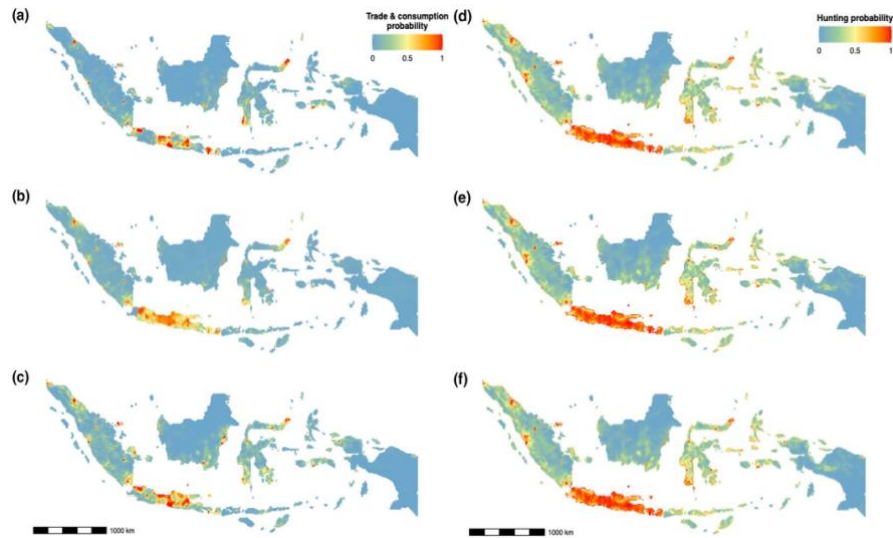 (a)
Trade & consumption
probability
0 0.5 1
(d)
Hunting probability
0 0.5 1
(b)
(e)
(c)
(f)
1000 km
1000 km